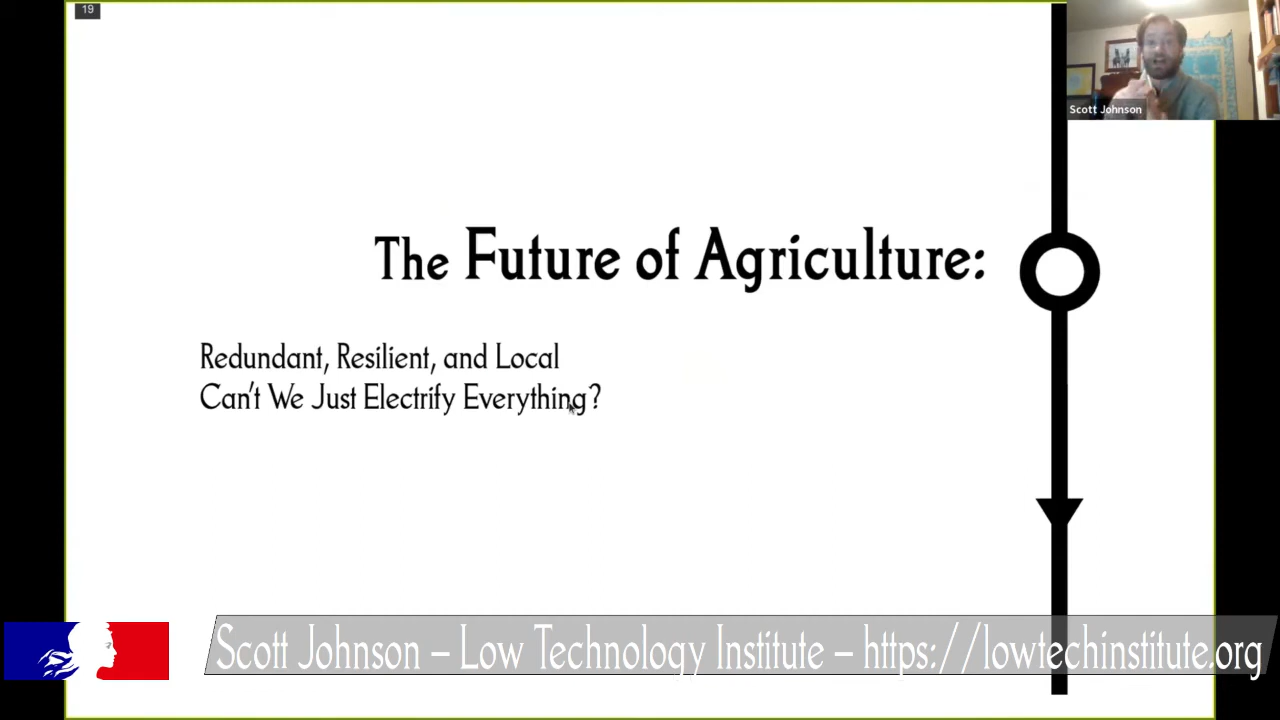 19
Scott Johnson
The Future of Agriculture:
Redundant, Resilient, and Local
Can't We Just Electrify Everything?
Scott Johnson – Low Technology Institute – https://lowtechinstitute.org